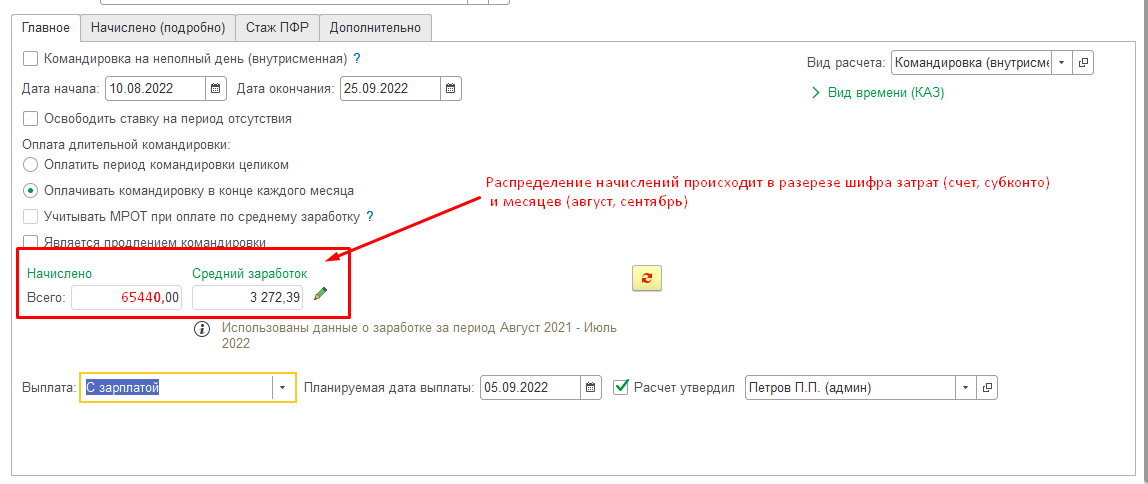 Главное Начислено (подробно) Стаж ПФР Дополнительно
Командировка на неполный день (внутрисменная) ?
Вид расчета: Командировка (внутрисме
Дата начала: 10.08.2022 Дата окончания: 25.09.2022
Вид времени (КАЗ)
Освободить ставку на период отсутствия
Оплата длительной командировки:
Оплатить период командировки целиком
Оплачивать командировку в конце каждого месяца
Распределение начислений происходит в разерезе шифра затрат (счет, субконто)
и месяцев (август, сентябрь)
Учитывать МРОТ при оплате по среднему заработку ?
Является продлением командировки
Начислено Средний заработок
Всего: 65440,00 3 272,39
Использованы данные о заработке за период Август 2021 - Июль
2022
Выплата: С зарплатой Планируемая дата выплаты: 05.09.2022 Расчет утвердил Петров П.П. (админ)